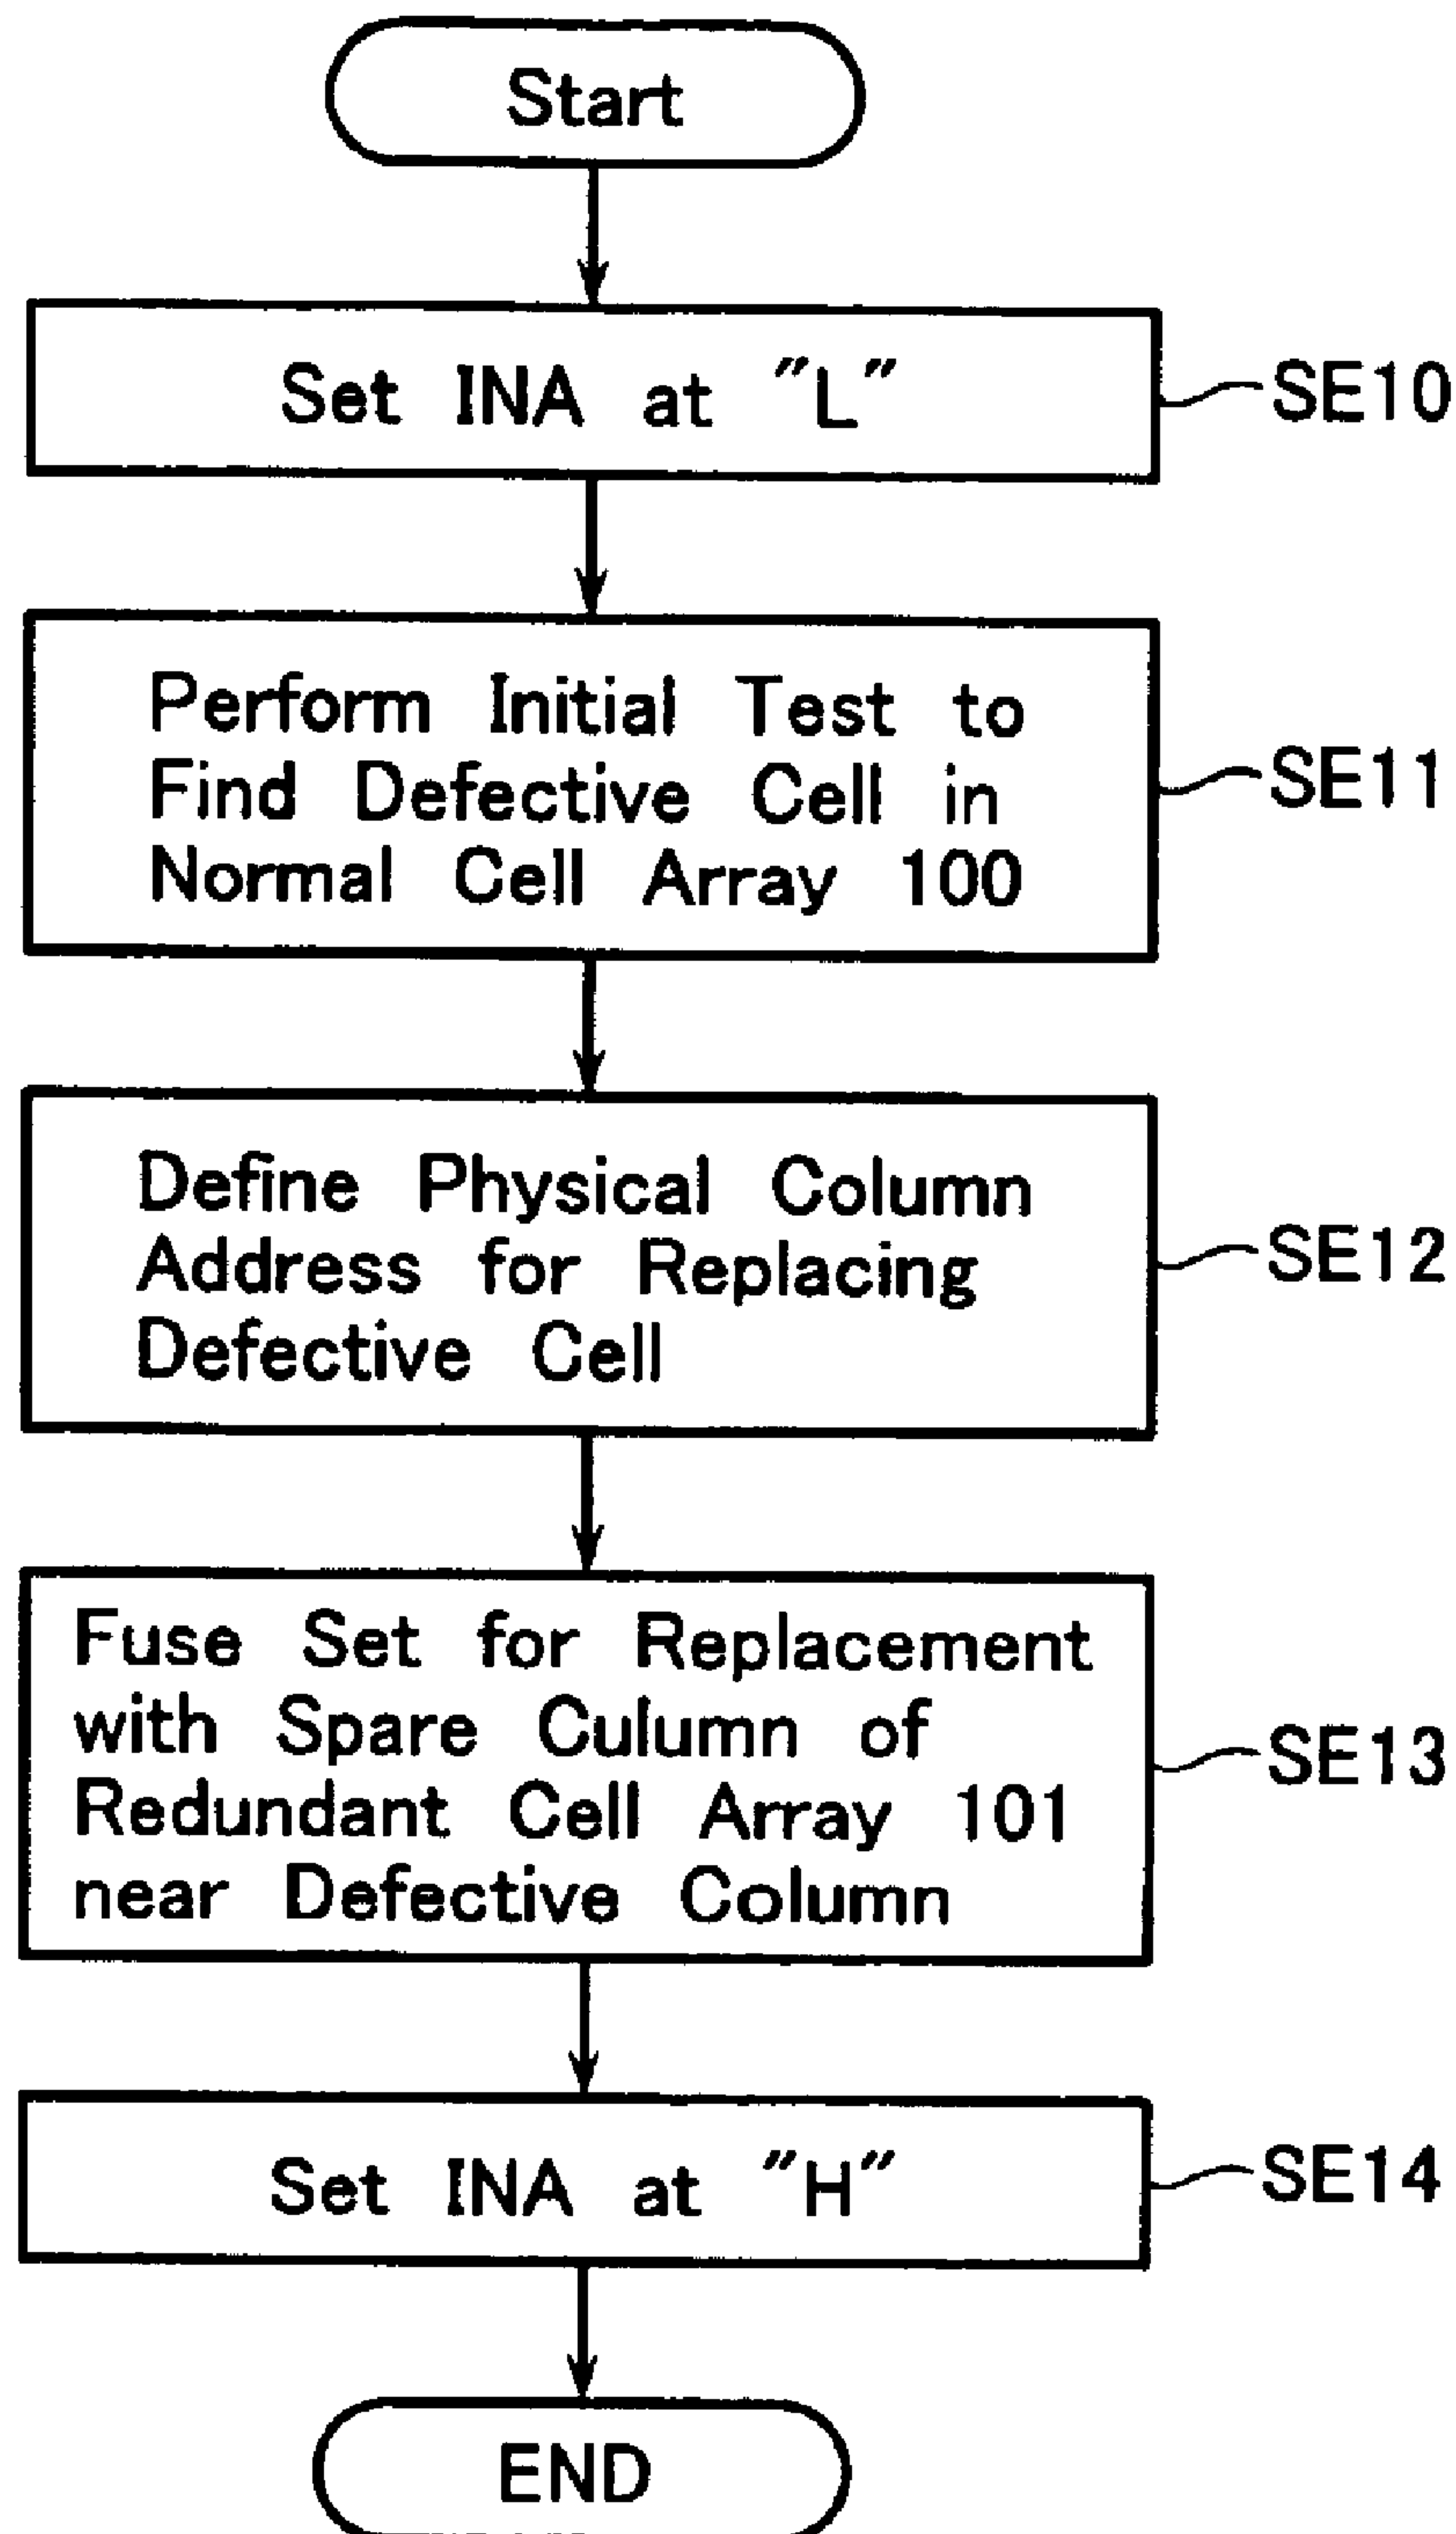 Start
Set INA at "L"
SE10
Perform Initial Test to
Find Defective Cell in
Normal Cell Array 100
SE11
Define Physical Column
Address for Replacing
Defective Cell
SE12
Fuse Set for Replacement
with Spare Culumn of
Redundant Cell Array 101
near Defective Column
SE13
Set INA at "H"
SE14
END